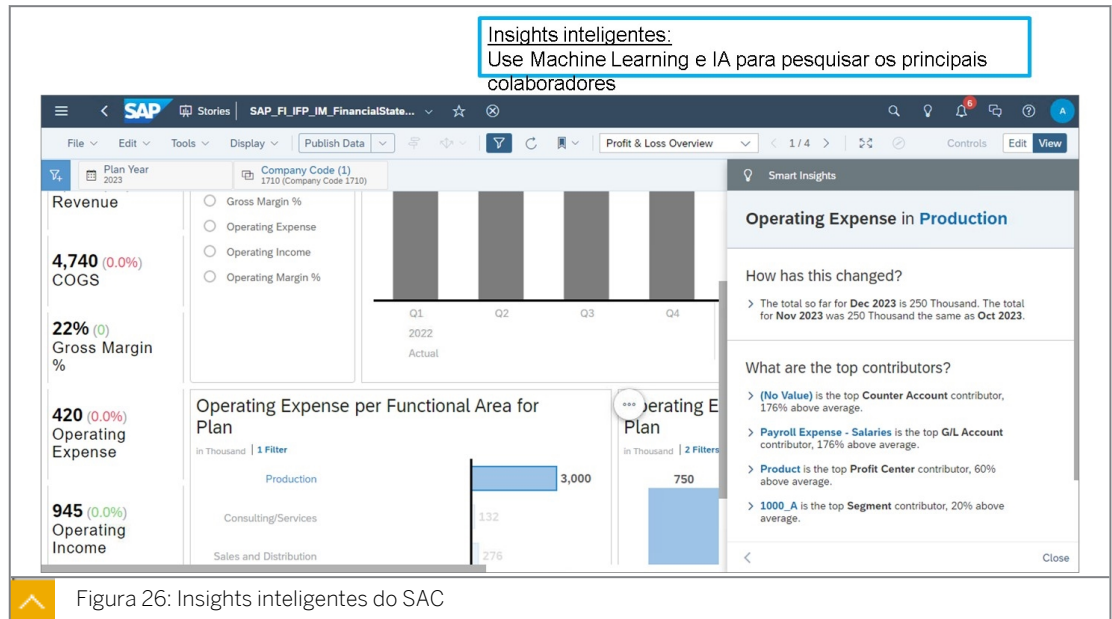 Insights inteligentes:
Use Machine Learning e IA para pesquisar os principais
colaboradores
SAP Stories SAP_FI_IFP_IM_FinancialState... 6 A
File Edit Tools Display Publish Data Profit & Loss Overview 1/4 Controls Edit View
Plan Year
2023
Company Code (1)
1710 (Company Code 1710)
Revenue
4,740 (0.0%)
COGS
22% (0)
Gross Margin
%
420 (0.0%)
Operating
Expense
945 (0.0%)
Operating
Income
Gross Margin %
Operating Expense
Operating Income
Operating Margin %
Q1 Q2 Q3 Q4
2022
Actual
Operating Expense per Functional Area for
Plan
in Thousand 1 Filter
Production 3,000
Consulting/Services 132
Sales and Distribution 276
perating E
Plan
in Thousand 2 Filters
750
Smart Insights
Operating Expense in Production
How has this changed?
The total so far for Dec 2023 is 250 Thousand. The total
for Nov 2023 was 250 Thousand the same as Oct 2023.
What are the top contributors?
(No Value) is the top Counter Account contributor,
176% above average.
Payroll Expense - Salaries is the top G/L Account
contributor, 176% above average.
Product is the top Profit Center contributor, 60%
above average.
1000_A is the top Segment contributor, 20% above
average.
Close
Figura 26: Insights inteligentes do SAC